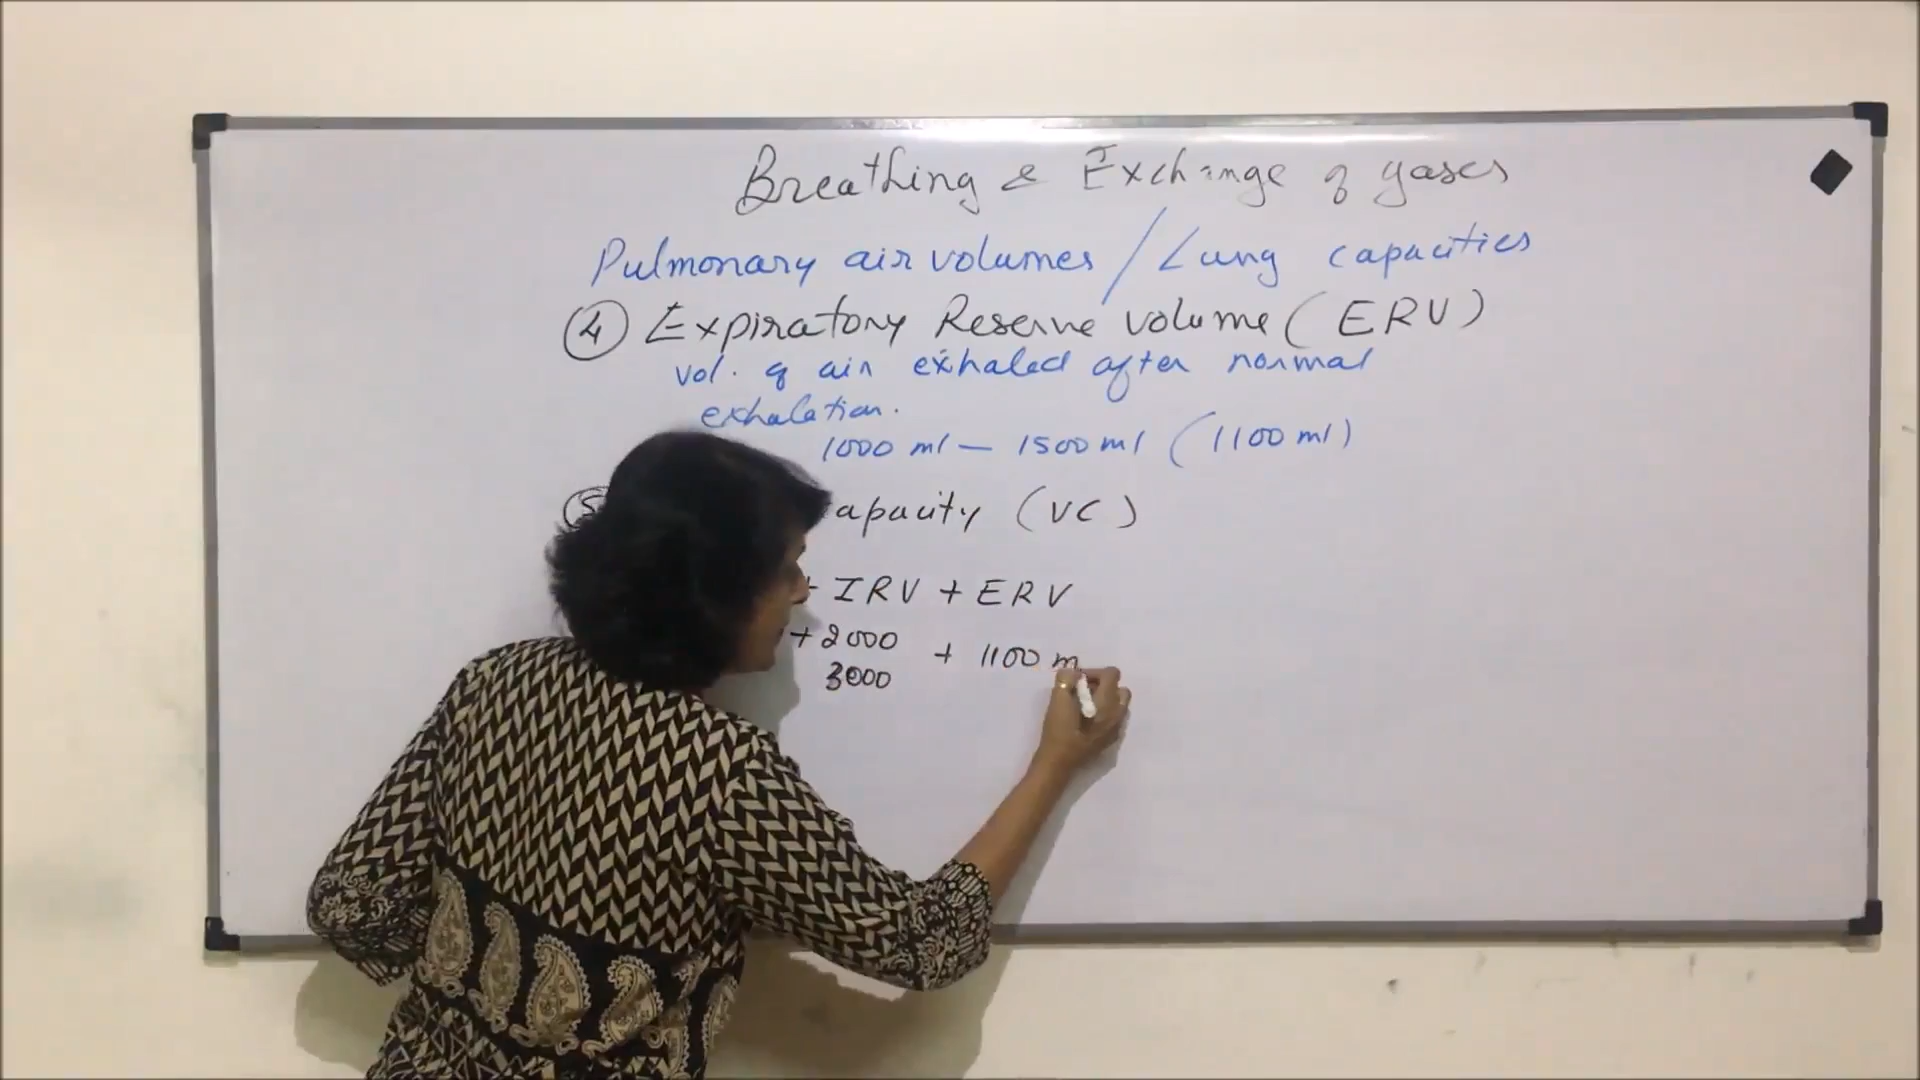 Breathing & Exchange of gases
Pulmonary air volumes / Lung capacities
④ Expiratory Reserve volume (ERV)
vol. of air exhaled after normal
exhalation.
1000 ml — 1500 ml (1100 ml)
⑤ apacity (VC)
+ IRV + ERV
+ 2000 + 1100 m
3000